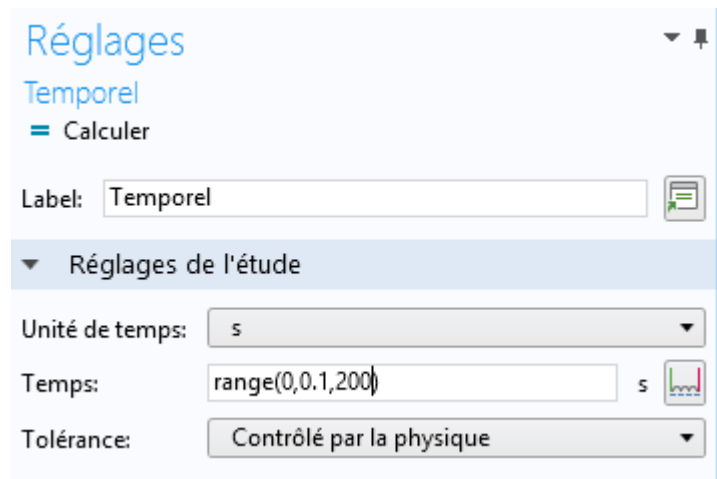 Réglages
Temporel
= Calculer
Label: Temporel
Réglages de l'étude
Unité de temps: s
Temps: range(0,0.1,200) s
Tolérance: Contrôlé par la physique